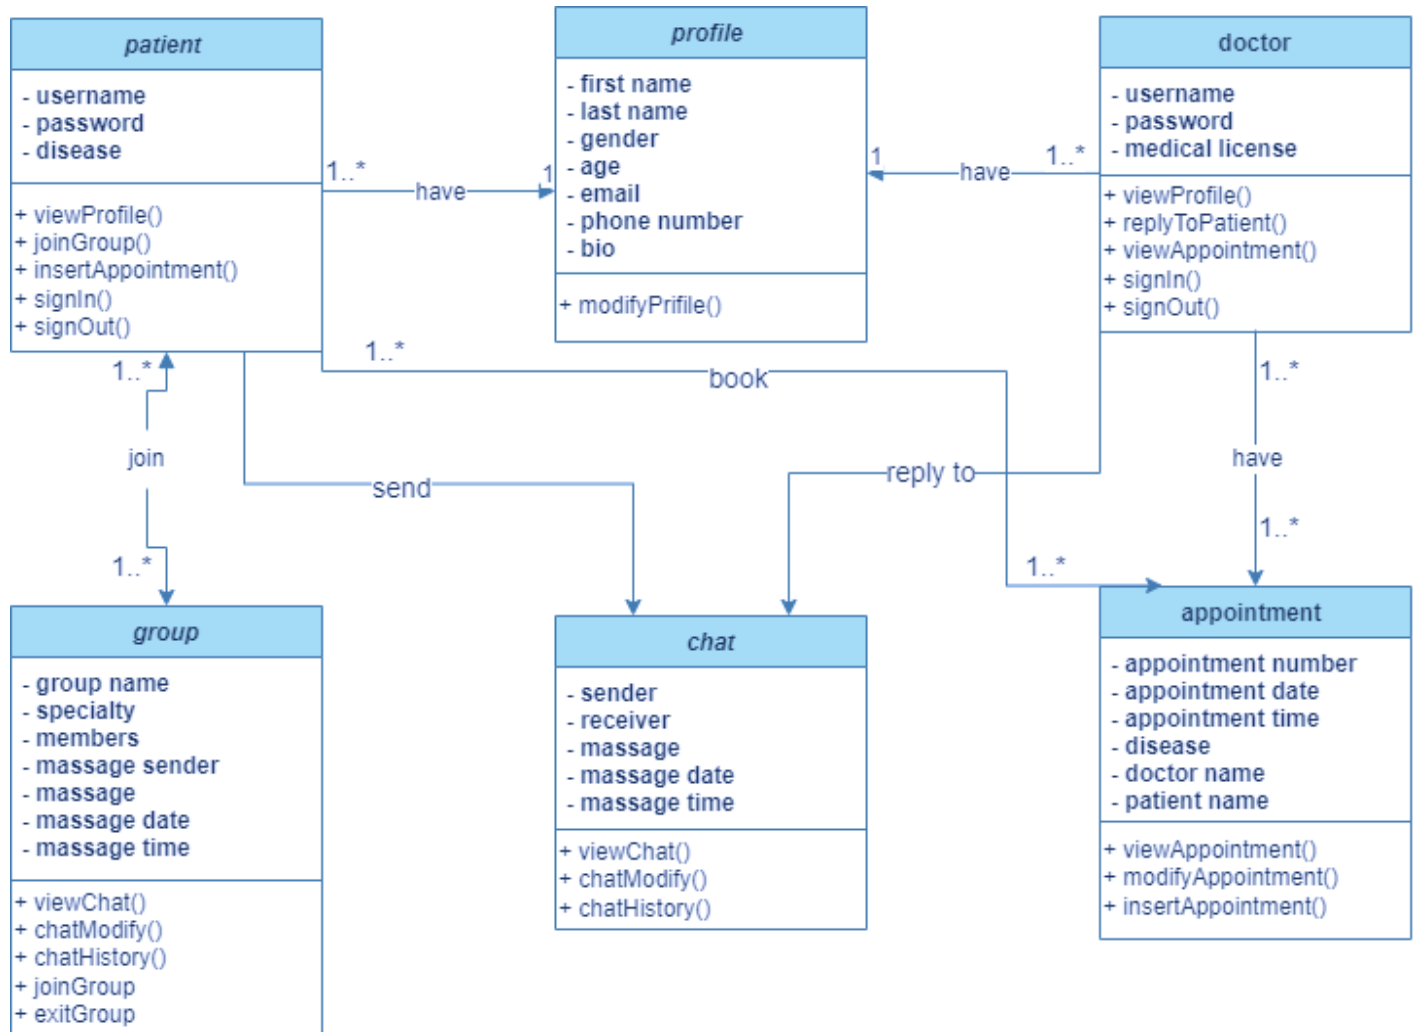 patient
- username
- password
- disease
+ viewProfile()
+ joinGroup()
+ insertAppointment()
+ signIn()
+ signOut()
profile
- first name
- last name
- gender
- age
- email
- phone number
- bio
+ modifyPrifile()
doctor
- username
- password
- medical license
+ viewProfile()
+ replyToPatient()
+ viewAppointment()
+ signIn()
+ signOut()
1..*
have
1
1
have
1..*
1..*
book
1..*
1..*
join
1..*
send
reply to
1..*
have
1..*
group
- group name
- specialty
- members
- massage sender
- massage
- massage date
- massage time
+ viewChat()
+ chatModify()
+ chatHistory()
+ joinGroup
+ exitGroup
chat
- sender
- receiver
- massage
- massage date
- massage time
+ viewChat()
+ chatModify()
+ chatHistory()
appointment
- appointment number
- appointment date
- appointment time
- disease
- doctor name
- patient name
+ viewAppointment()
+ modifyAppointment()
+ insertAppointment()